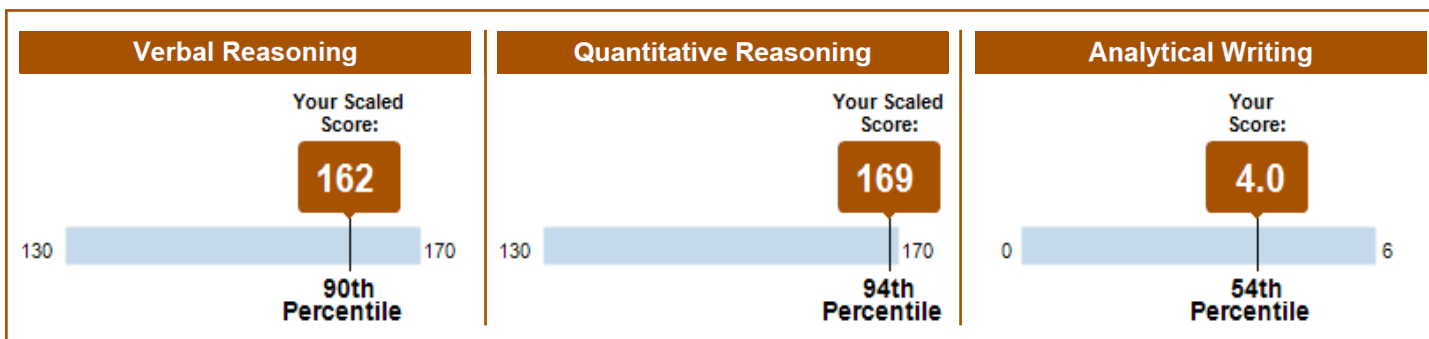 Verbal Reasoning
Your Scaled
Score:
162
130
170
90th
Percentile
Quantitative Reasoning
Your Scaled
Score:
169
130
170
94th
Percentile
Analytical Writing
Your
Score:
4.0
0
6
54th
Percentile